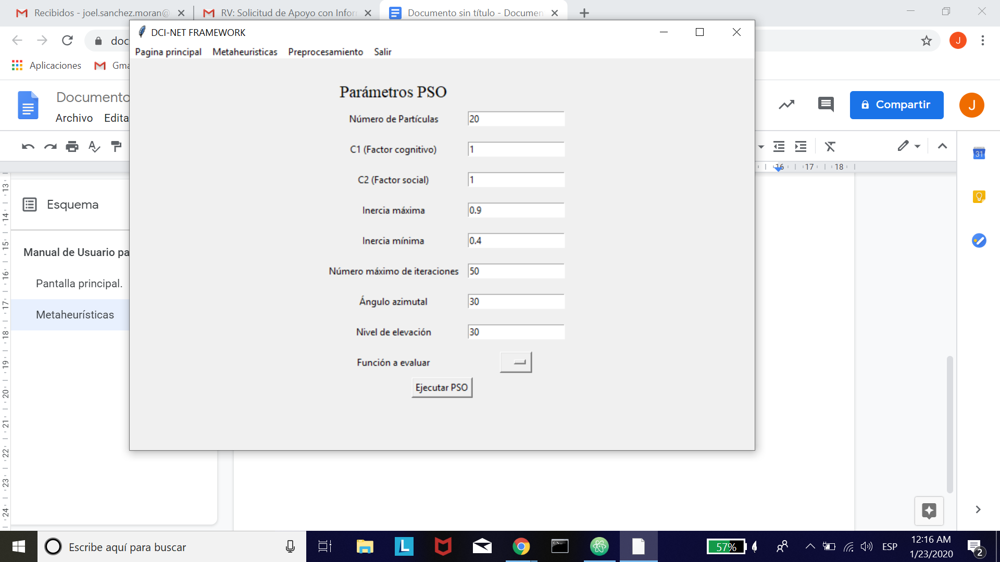 Recibidos - joel.sanchez.moran@
RV: Solicitud de Apoyo con Infor
Documento sin título - Documen
DCI-NET FRAMEWORK
doc
J
Pagina principal Metaheuristicas Preprocesamiento Salir
Aplicaciones
Gma
Documento
Archivo Edita
Compartir
J
Parámetros PSO
Número de Partículas 20
C1 (Factor cognitivo) 1
C2 (Factor social) 1
Inercia máxima 0.9
Inercia mínima 0.4
Número máximo de iteraciones 50
Ángulo azimutal 30
Nivel de elevación 30
Función a evaluar
Ejecutar PSO
16 17 18
31
13
14
15
16
17
18
19
20
21
22
23
24
Esquema
Manual de Usuario pa
Pantalla principal.
Metaheurísticas
Escribe aquí para buscar
L
C:\_
57%
ESP
12:16 AM
1/23/2020
2